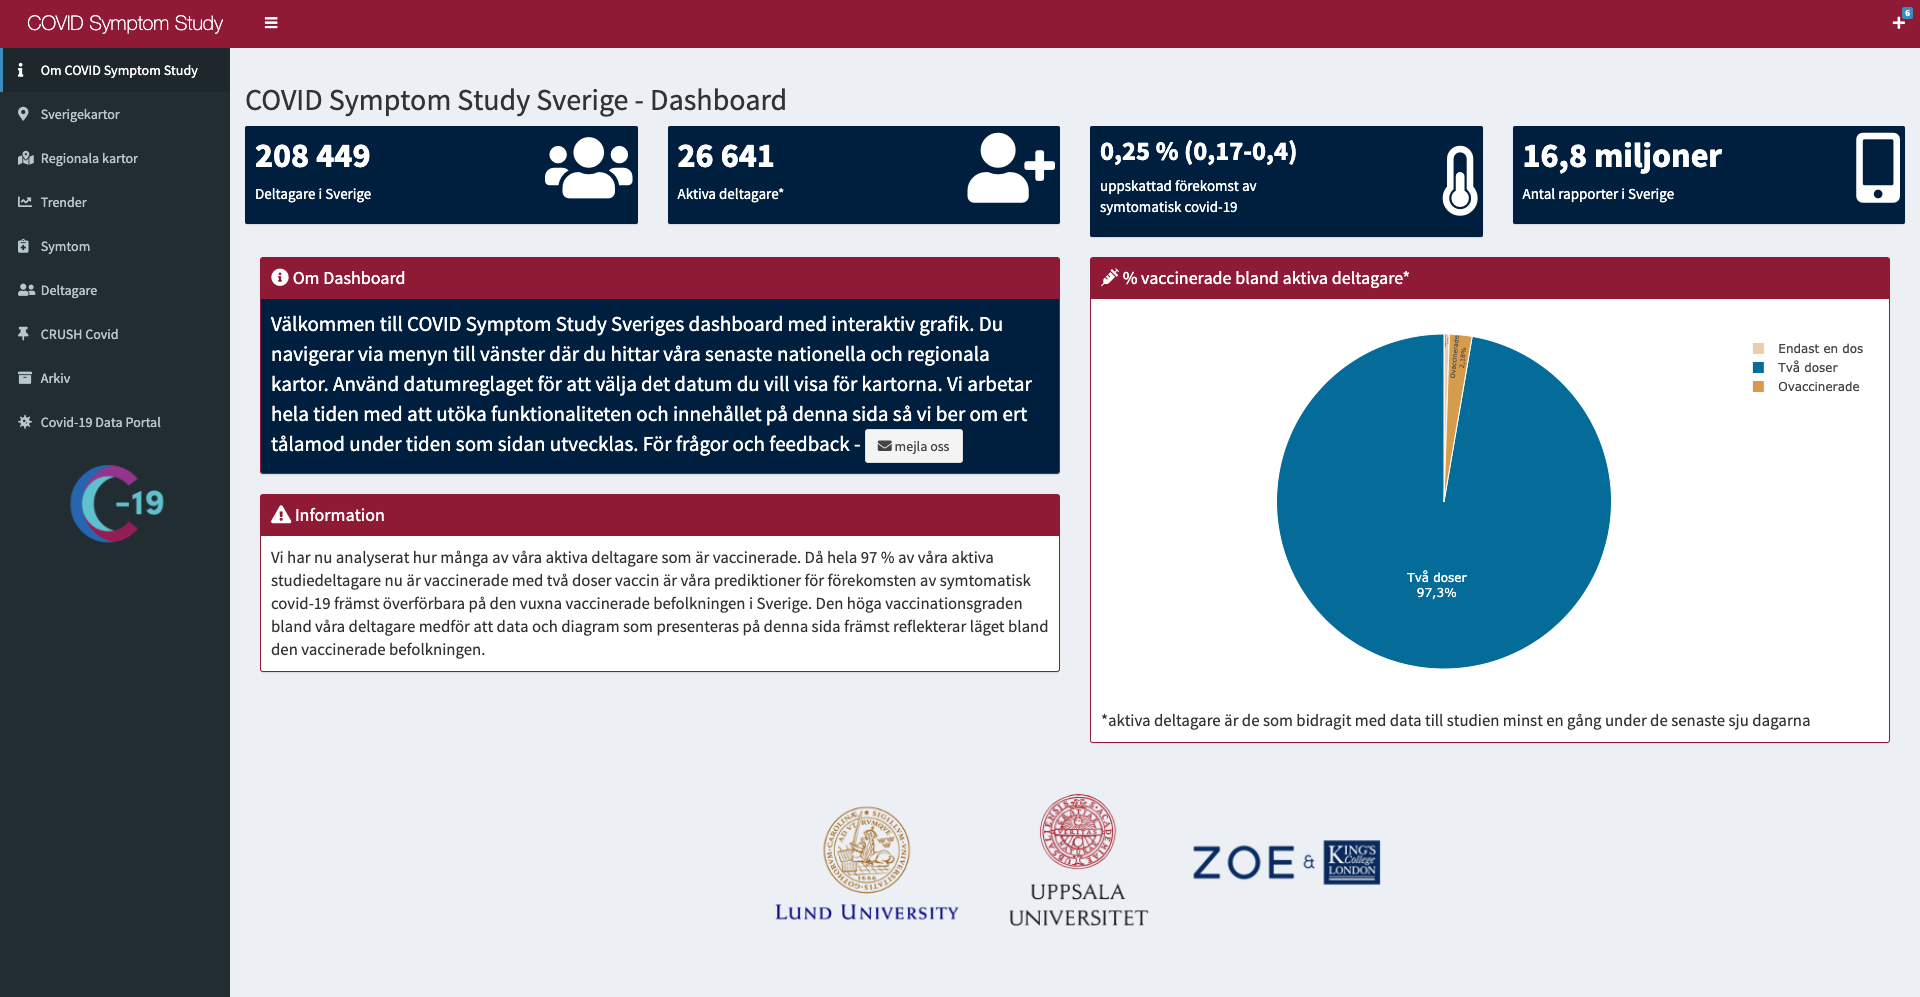 COVID Symptom Study
6
Om COVID Symptom Study
Sverigekartor
Regionala kartor
Trender
Symtom
Deltagare
CRUSH Covid
Arkiv
Covid-19 Data Portal
C-19
COVID Symptom Study Sverige - Dashboard
208 449
Deltagare i Sverige
26 641
Aktiva deltagare*
0,25 % (0,17-0,4)
uppskattad förekomst av
symtomatisk covid-19
16,8 miljoner
Antal rapporter i Sverige
Om Dashboard
Välkommen till COVID Symptom Study Sveriges dashboard med interaktiv grafik. Du
navigerar via menyn till vänster där du hittar våra senaste nationella och regionala
kartor. Använd datumreglaget för att välja det datum du vill visa för kartorna. Vi arbetar
hela tiden med att utöka funktionaliteten och innehållet på denna sida så vi ber om ert
tålamod under tiden som sidan utvecklas. För frågor och feedback - mejla oss
Information
Vi har nu analyserat hur många av våra aktiva deltagare som är vaccinerade. Då hela 97 % av våra aktiva
studiedeltagare nu är vaccinerade med två doser vaccin är våra prediktioner för förekomsten av symtomatisk
covid-19 främst överförbara på den vuxna vaccinerade befolkningen i Sverige. Den höga vaccinationsgraden
bland våra deltagare medför att data och diagram som presenteras på denna sida främst reflekterar läget bland
den vaccinerade befolkningen.
% vaccinerade bland aktiva deltagare*
Ovaccinerade
2,18%
Två doser
97,3%
Endast en dos
Två doser
Ovaccinerade
*aktiva deltagare är de som bidragit med data till studien minst en gång under de senaste sju dagarna
LUND UNIVERSITY
UPPSALA
UNIVERSITET
ZOE & KING'S
College
LONDON